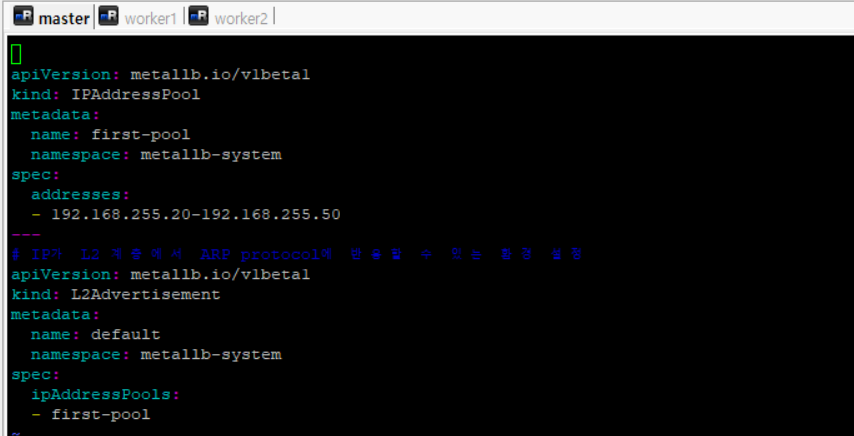 master worker1 worker2
apiVersion: metallb.io/v1beta1
kind: IPAddressPool
metadata:
  name: first-pool
  namespace: metallb-system
spec:
  addresses:
  - 192.168.255.20-192.168.255.50
---
# IP가 L2 계층에서 ARP protocol에 반응할 수 있는 환경 설정
apiVersion: metallb.io/v1beta1
kind: L2Advertisement
metadata:
  name: default
  namespace: metallb-system
spec:
  ipAddressPools:
  - first-pool
~